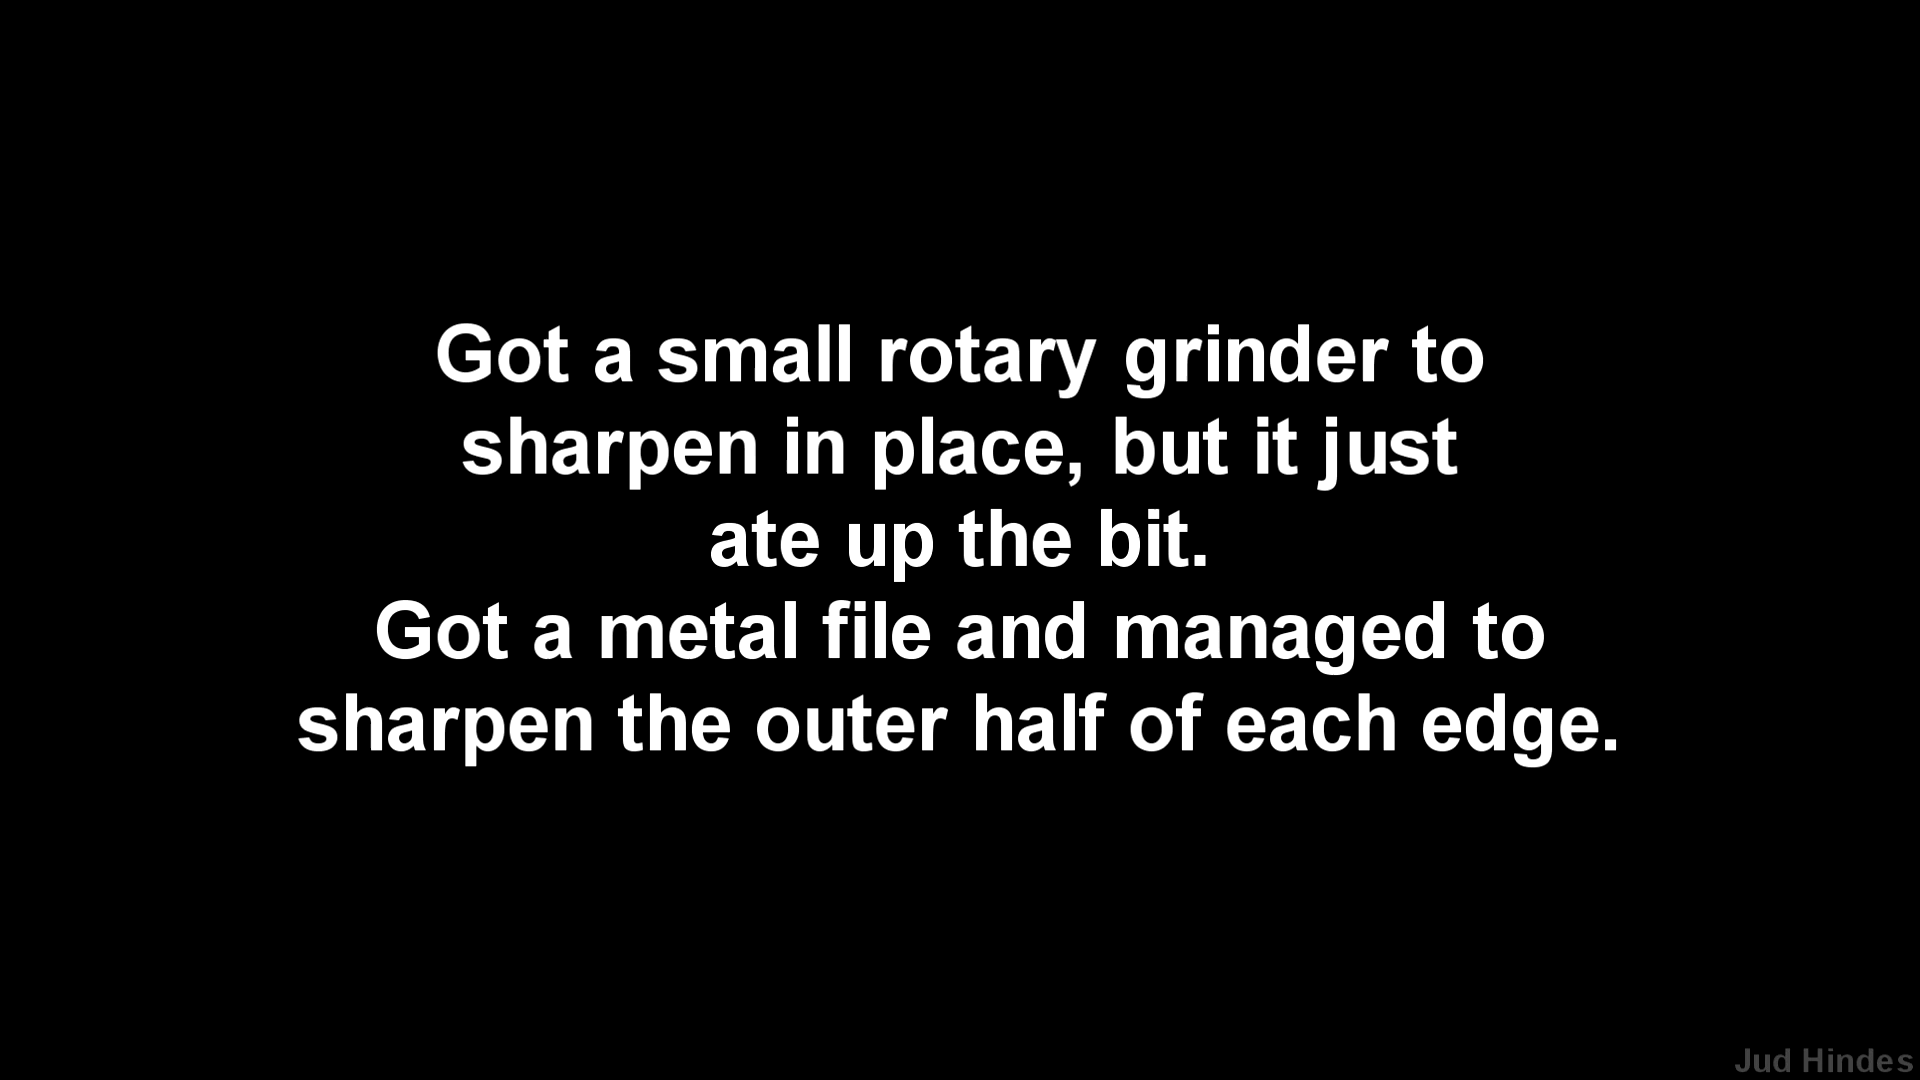 Got a small rotary grinder to
sharpen in place, but it just
ate up the bit.
Got a metal file and managed to
sharpen the outer half of each edge.
Jud Hindes